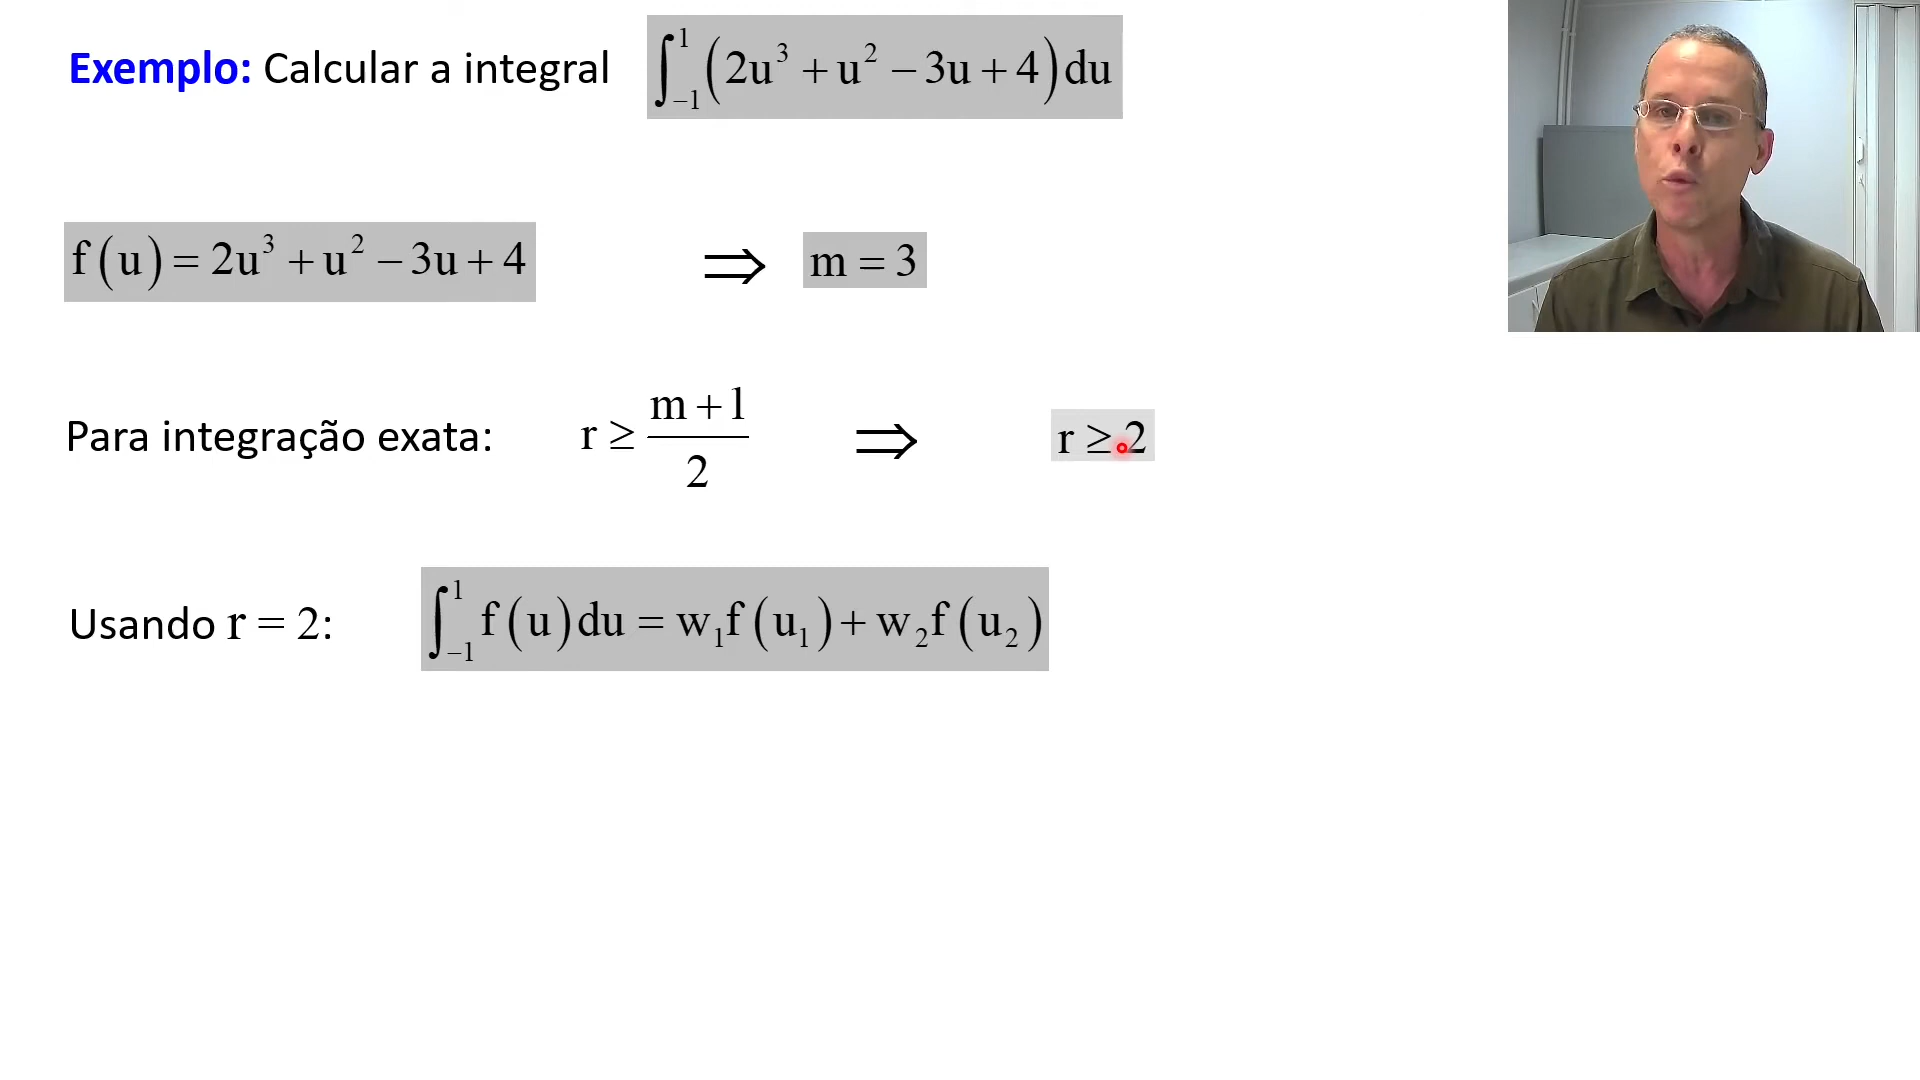 Exemplo: Calcular a integral ∫₋₁¹ (2u³ + u² − 3u + 4) du
f(u) = 2u³ + u² − 3u + 4 ⇒ m = 3
Para integração exata: r ≥ (m + 1)/2 ⇒ r ≥ 2
Usando r = 2: ∫₋₁¹ f(u) du = w₁f(u₁) + w₂f(u₂)